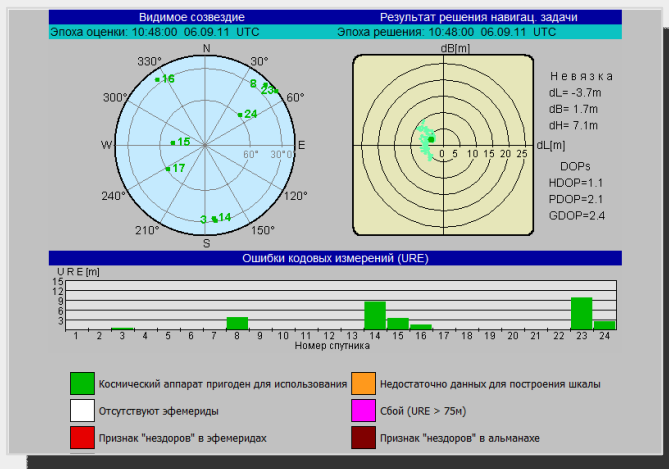 Видимое созвездие
Результат решения навигац. задачи
Эпоха оценки: 10:48:00 06.09.11 UTC
Эпоха решения: 10:48:00 06.09.11 UTC
N
dB[m]
330°
30°
16
8
23
300°
60°
24
W
15
60°
30°
0
E
17
240°
120°
3
14
210°
150°
S
Невязка
dL= -3.7m
dB= 1.7m
dH= 7.1m
0 5 10 15 20 25
dL[m]
DOPs
HDOP=1.1
PDOP=2.1
GDOP=2.4
Ошибки кодовых измерений (URE)
URE[m]
15
12
9
6
3
1 2 3 4 5 6 7 8 9 10 11 12 13 14 15 16 17 18 19 20 21 22 23 24
Номер спутника
Космический аппарат пригоден для использования
Недостаточно данных для построения шкалы
Отсутствуют эфемериды
Сбой (URE > 75м)
Признак "нездоров" в эфемеридах
Признак "нездоров" в альманахе